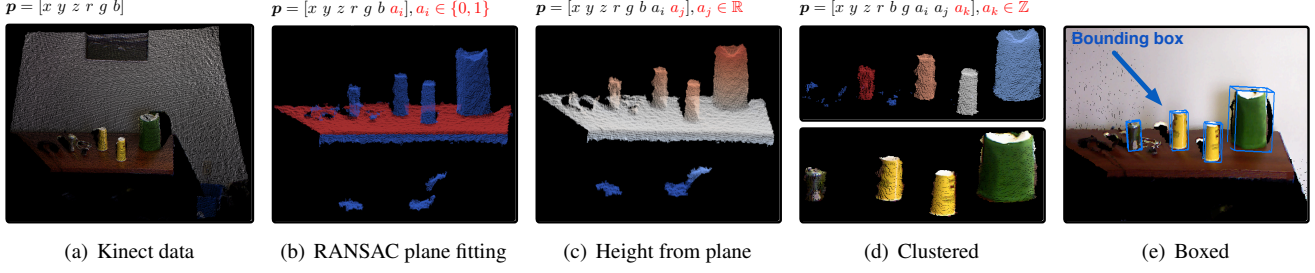 p = [x y z r g b]
p = [x y z r g b a_i], a_i ∈ {0, 1}
p = [x y z r g b a_i a_j], a_j ∈ ℝ
p = [x y z r b g a_i a_j a_k], a_k ∈ ℤ
Bounding box
(a) Kinect data
(b) RANSAC plane fitting
(c) Height from plane
(d) Clustered
(e) Boxed